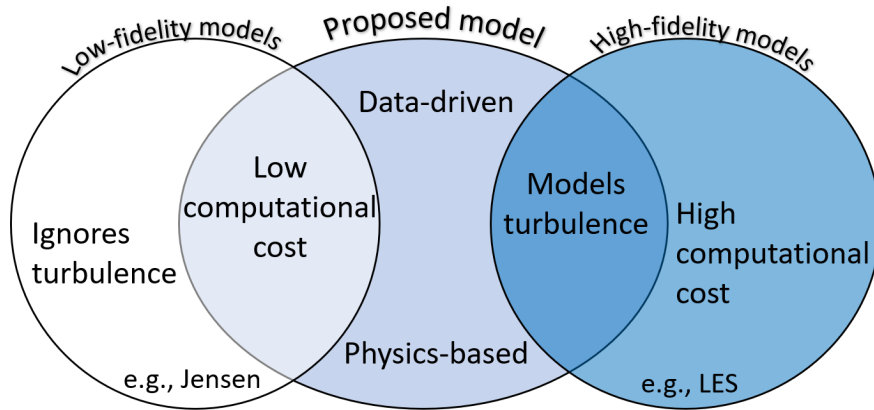 Low-fidelity models
Proposed model
High-fidelity models
Data-driven
Low
computational
cost
Models
turbulence
Ignores
turbulence
High
computational
cost
Physics-based
e.g., Jensen
e.g., LES